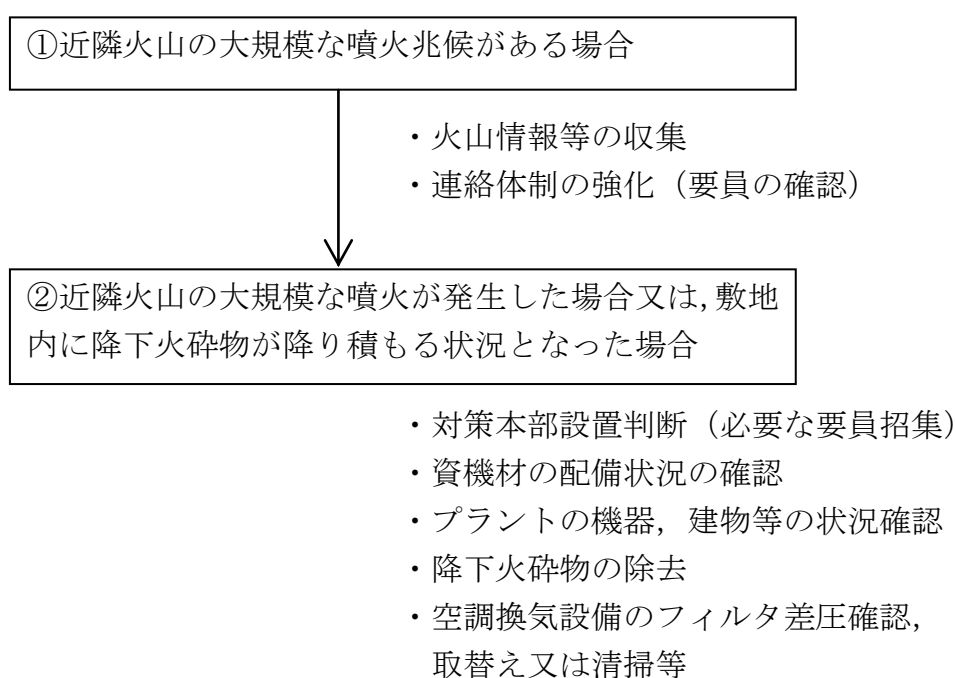 ①近隣火山の大規模な噴火兆候がある場合
・火山情報等の収集
・連絡体制の強化（要員の確認）
②近隣火山の大規模な噴火が発生した場合又は，敷地
内に降下火砕物が降り積もる状況となった場合
・対策本部設置判断（必要な要員招集）
・資機材の配備状況の確認
・プラントの機器，建物等の状況確認
・降下火砕物の除去
・空調換気設備のフィルタ差圧確認，
取替え又は清掃等